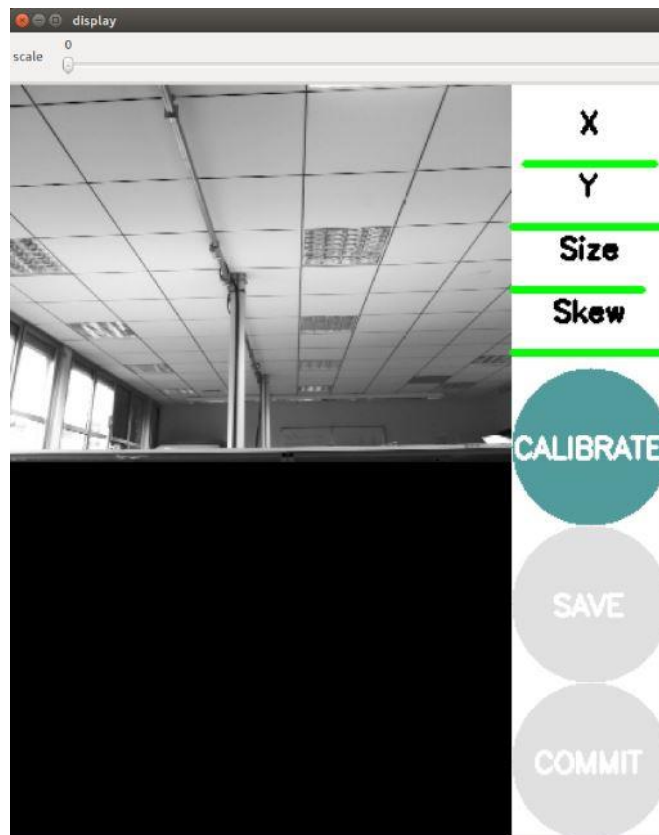 display
scale
0
X
Y
Size
Skew
CALIBRATE
SAVE
COMMIT